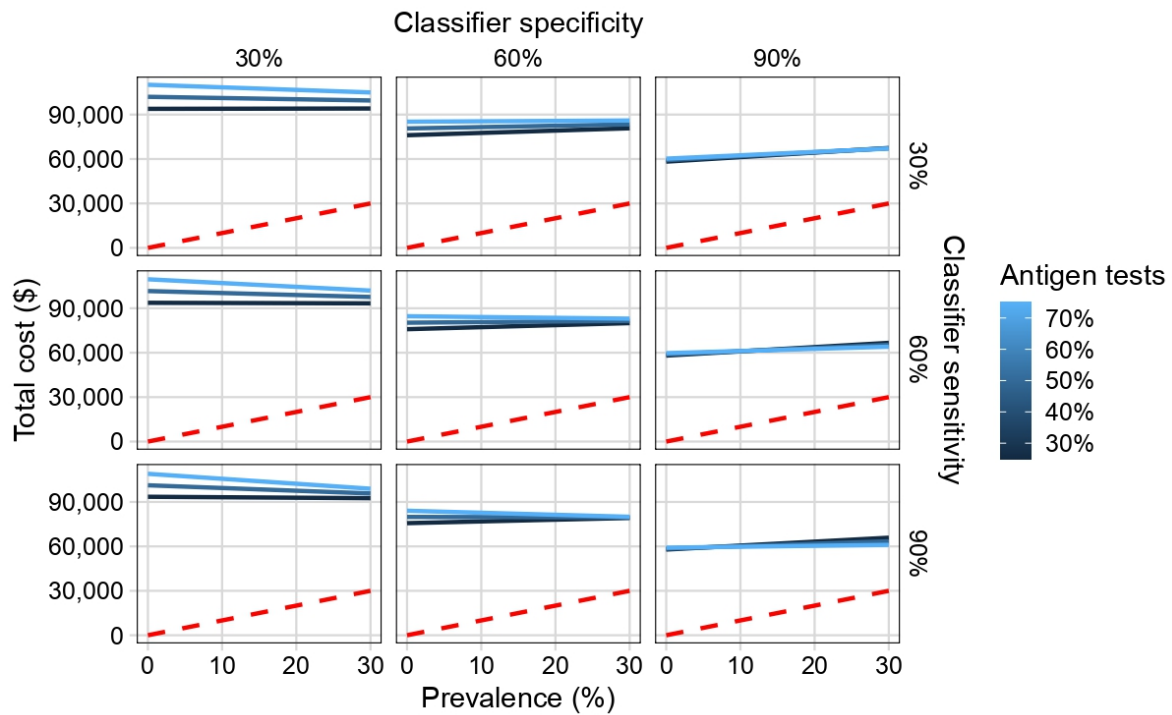 Classifier specificity
30% 60% 90%
90,000
60,000
30,000
0
30%
90,000
60,000
30,000
0
60%
90,000
60,000
30,000
0
90%
0 10 20 30 0 10 20 30 0 10 20 30
Prevalence (%)
Total cost ($)
Classifier sensitivity
Antigen tests
70%
60%
50%
40%
30%